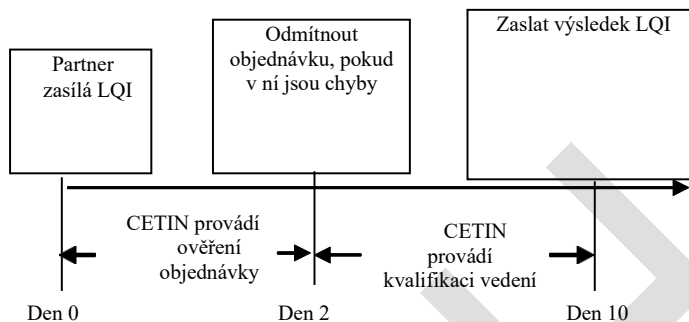 Partner
zasílá LQI
Odmítnout
objednávku, pokud
v ní jsou chyby
Zaslat výsledek LQI
CETIN provádí
ověření
objednávky
CETIN
provádí
kvalifikaci vedení
Den 0
Den 2
Den 10